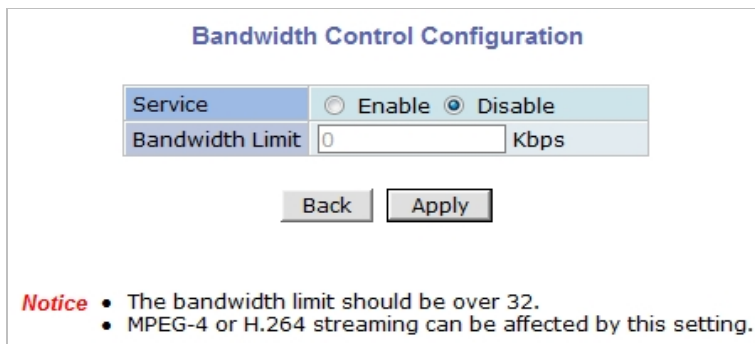 Bandwidth Control Configuration
Service Enable Disable
Bandwidth Limit 0 Kbps
Back Apply
Notice • The bandwidth limit should be over 32.
• MPEG-4 or H.264 streaming can be affected by this setting.